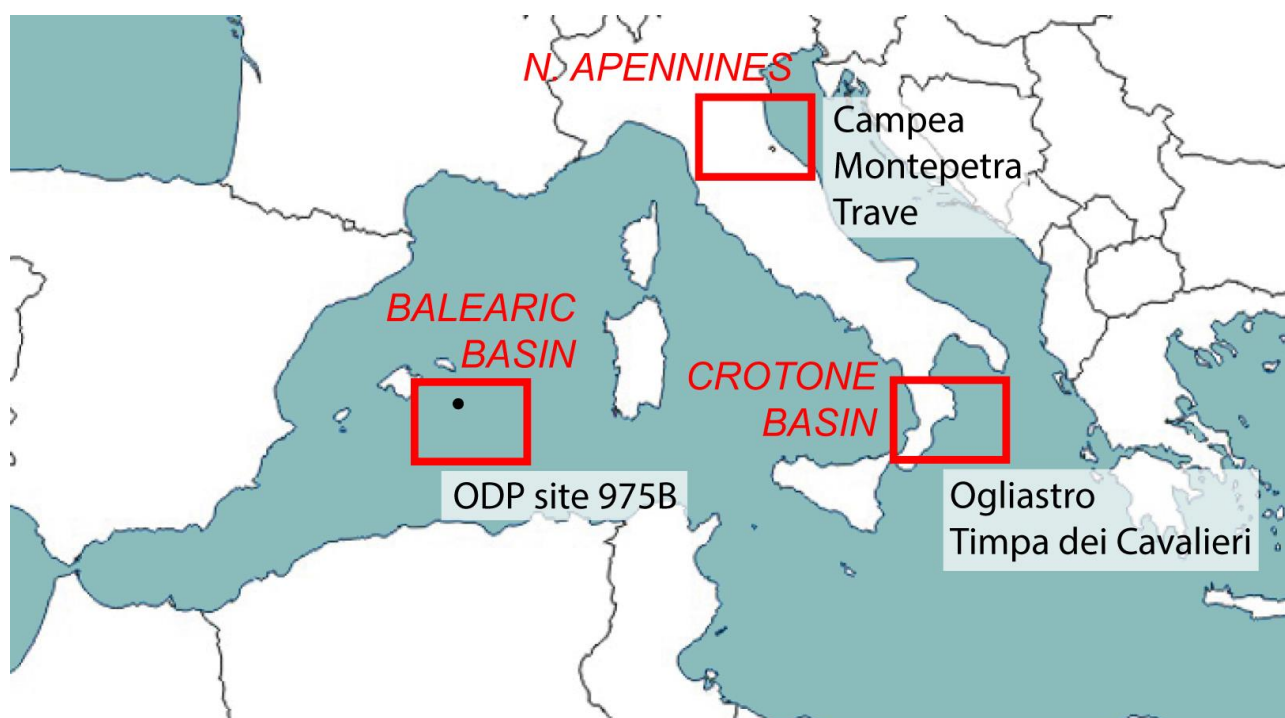 N. APENNINES
Campea
Montepetra
Trave
BALEARIC
BASIN
ODP site 975B
CROTONE
BASIN
Ogliastro
Timpa dei Cavalieri